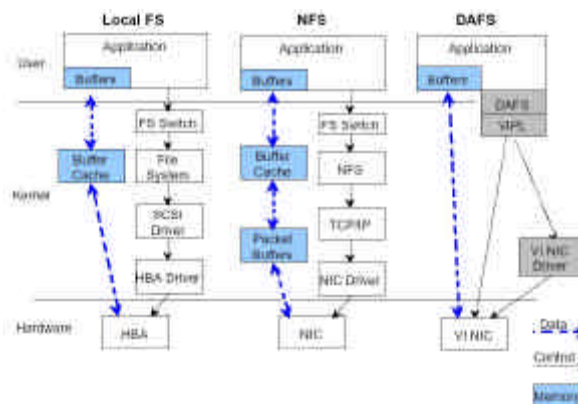 Local FS
NFS
DAFS
Application
Application
Application
User
Buffers
Buffers
Buffers
DAFS
VIPL
FS Switch
FS Switch
Buffer
Cache
File
System
Buffer
Cache
NFS
Kernel
SCSI
Driver
Packet
Buffers
TCP/IP
VI NIC
Driver
HBA Driver
NIC Driver
Hardware
HBA
NIC
VI NIC
Data
Control
Memory